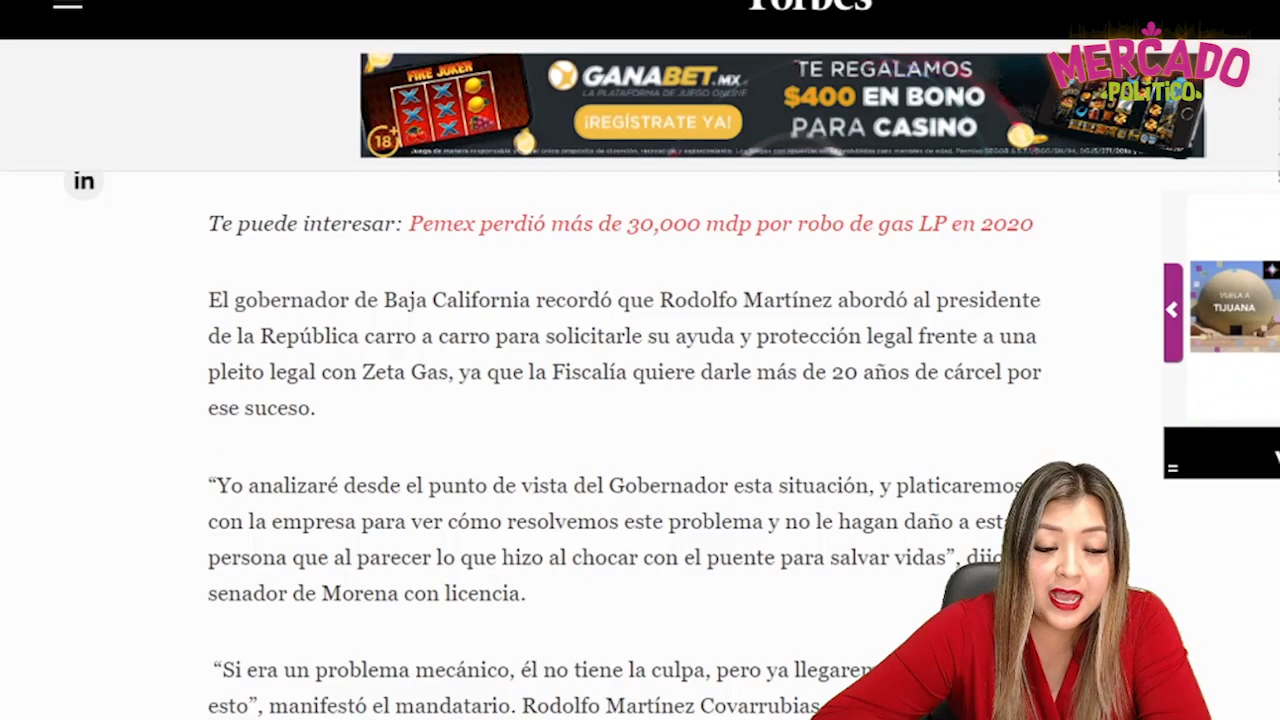 Forbes
MERCADO
POLÍTICO
FIRE JOKER
18+
GANABET.MX
LA PLATAFORMA DE JUEGO ONLINE
¡REGÍSTRATE YA!
TE REGALAMOS
$400 EN BONO
PARA CASINO
in
Te puede interesar: Pemex perdió más de 30,000 mdp por robo de gas LP en 2020
El gobernador de Baja California recordó que Rodolfo Martínez abordó al presidente
de la República carro a carro para solicitarle su ayuda y protección legal frente a una
pleito legal con Zeta Gas, ya que la Fiscalía quiere darle más de 20 años de cárcel por
ese suceso.
VUELA A
TIJUANA
“Yo analizaré desde el punto de vista del Gobernador esta situación, y platicaremos
con la empresa para ver cómo resolvemos este problema y no le hagan daño a esta
persona que al parecer lo que hizo al chocar con el puente para salvar vidas”, dijo
senador de Morena con licencia.
“Si era un problema mecánico, él no tiene la culpa, pero ya
esto”, manifestó el mandatario. Rodolfo Martínez Covarrubias